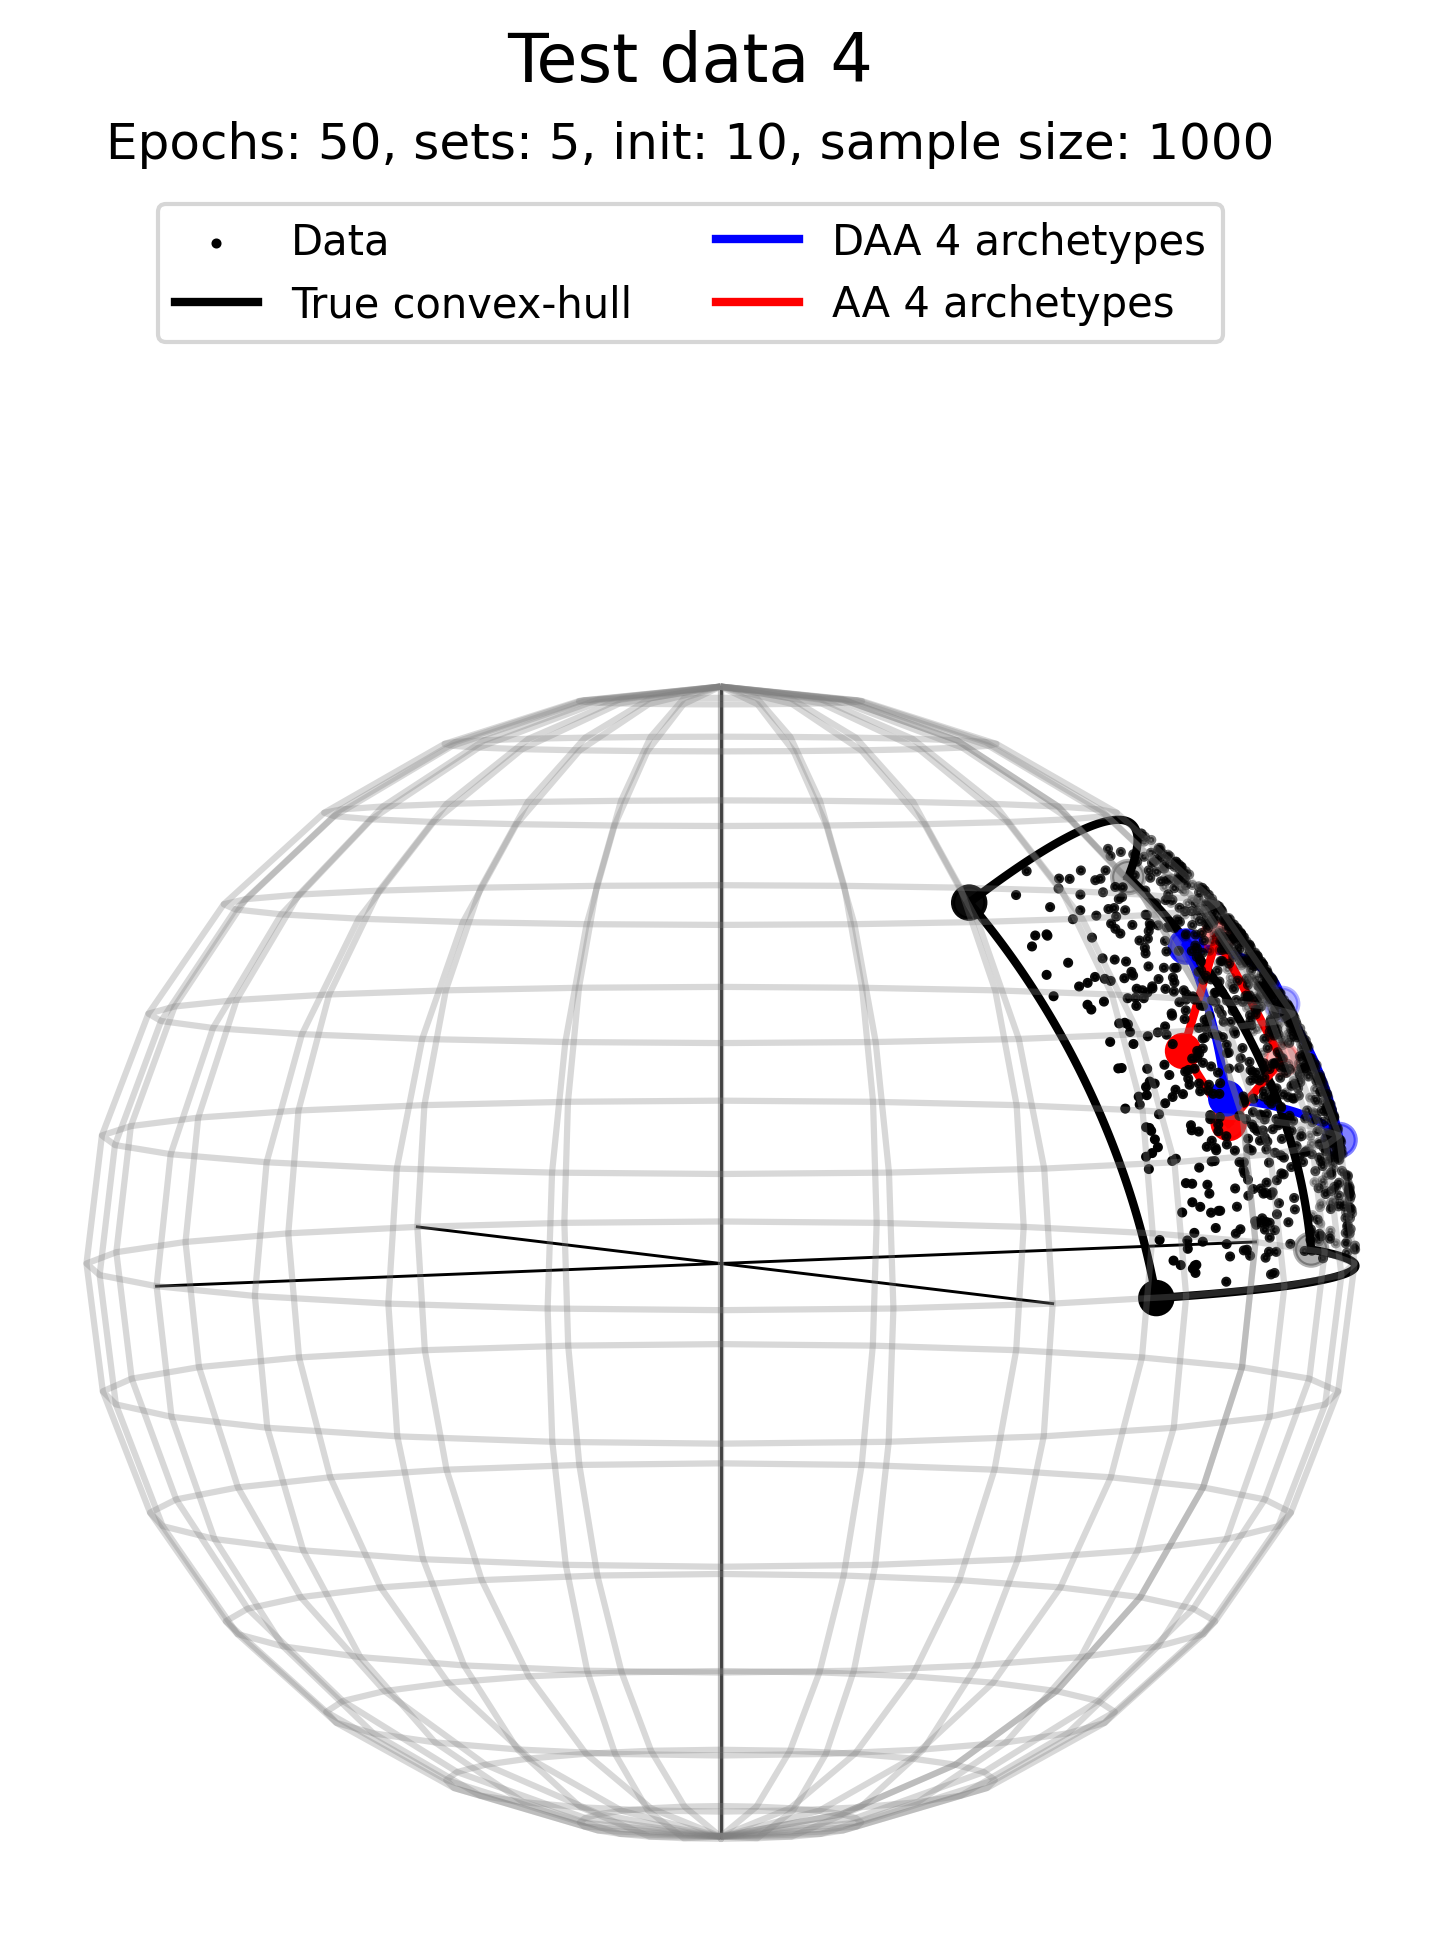 Test data 4
Epochs: 50, sets: 5, init: 10, sample size: 1000
Data
True convex-hull
DAA 4 archetypes
AA 4 archetypes